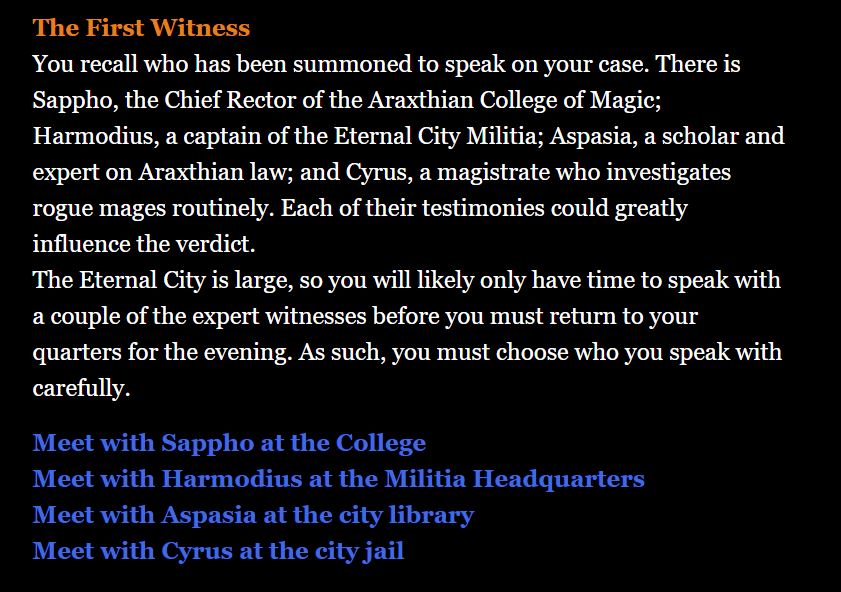 The First Witness
You recall who has been summoned to speak on your case. There is
Sappho, the Chief Rector of the Araxthian College of Magic;
Harmodius, a captain of the Eternal City Militia; Aspasia, a scholar and
expert on Araxthian law; and Cyrus, a magistrate who investigates
rogue mages routinely. Each of their testimonies could greatly
influence the verdict.
The Eternal City is large, so you will likely only have time to speak with
a couple of the expert witnesses before you must return to your
quarters for the evening. As such, you must choose who you speak with
carefully.
Meet with Sappho at the College
Meet with Harmodius at the Militia Headquarters
Meet with Aspasia at the city library
Meet with Cyrus at the city jail